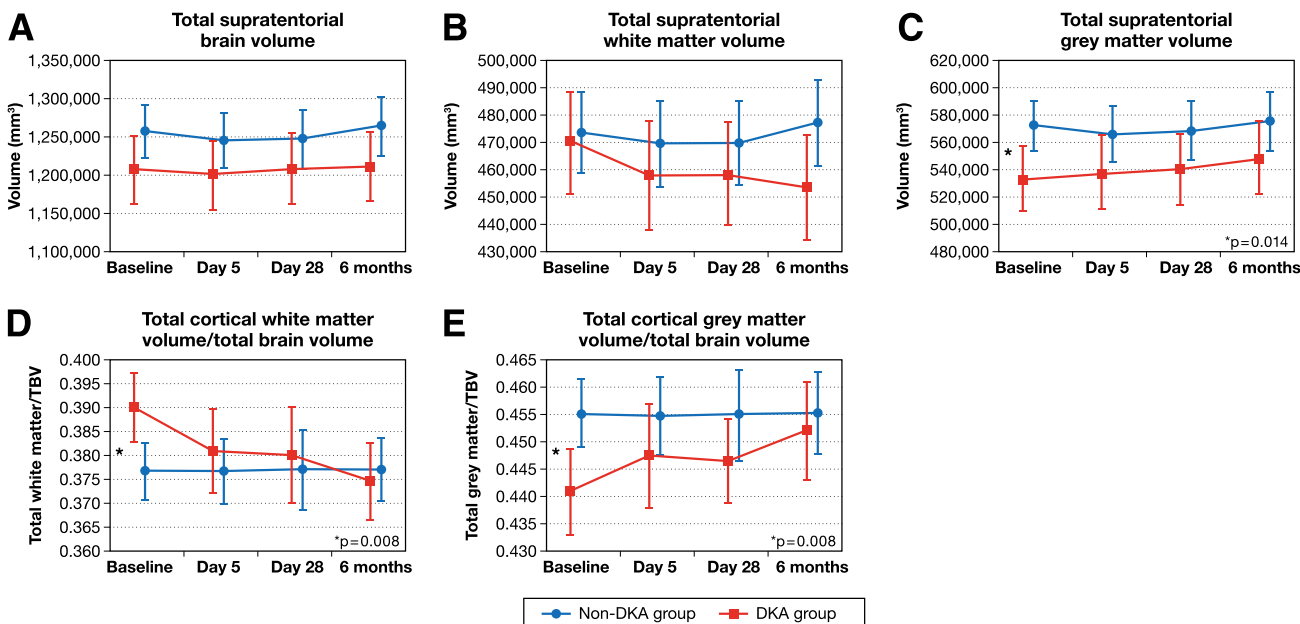 A
Total supratentorial
brain volume
Volume (mm³)
1,350,000
1,300,000
1,250,000
1,200,000
1,150,000
1,100,000
Baseline Day 5 Day 28 6 months
B
Total supratentorial
white matter volume
Volume (mm³)
500,000
490,000
480,000
470,000
460,000
450,000
440,000
430,000
Baseline Day 5 Day 28 6 months
C
Total supratentorial
grey matter volume
Volume (mm³)
620,000
600,000
580,000
560,000
540,000
520,000
500,000
480,000
*
*p=0.014
Baseline Day 5 Day 28 6 months
D
Total cortical white matter
volume/total brain volume
Total white matter/TBV
0.400
0.395
0.390
0.385
0.380
0.375
0.370
0.365
0.360
*
*p=0.008
Baseline Day 5 Day 28 6 months
E
Total cortical grey matter
volume/total brain volume
Total grey matter/TBV
0.465
0.460
0.455
0.450
0.445
0.440
0.435
0.430
*
*p=0.008
Baseline Day 5 Day 28 6 months
Non-DKA group DKA group